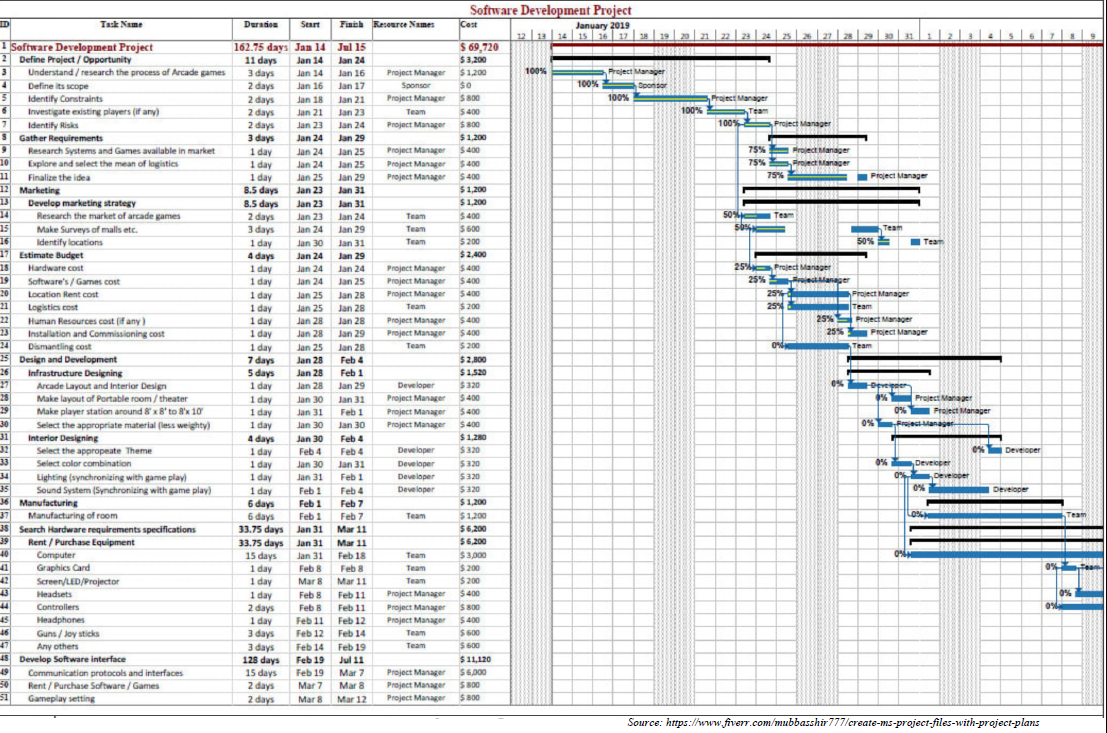 Software Development Project
ID Task Name Duration Start Finish Resource Names Cost January 2019
12 13 14 15 16 17 18 19 20 21 22 23 24 25 26 27 28 29 30 31 1 2 3 4 5 6 7 8 9
1 Software Development Project 162.75 days Jan 14 Jul 15 $ 69,720
2 Define Project / Opportunity 11 days Jan 14 Jan 24 $ 3,200
3 Understand / research the process of Arcade games 3 days Jan 14 Jan 16 Project Manager $ 1,200 100% Project Manager
4 Define its scope 2 days Jan 16 Jan 17 Sponsor $ 0 100% Sponsor
5 Identify Constraints 2 days Jan 18 Jan 21 Project Manager $ 800 100% Project Manager
6 Investigate existing players (if any) 2 days Jan 21 Jan 23 Team $ 400 100% Team
7 Identify Risks 2 days Jan 23 Jan 24 Project Manager $ 800 100% Project Manager
8 Gather Requirements 3 days Jan 24 Jan 29 $ 1,200
9 Research Systems and Games available in market 1 day Jan 24 Jan 25 Project Manager $ 400 75% Project Manager
10 Explore and select the mean of logistics 1 day Jan 24 Jan 25 Project Manager $ 400 75% Project Manager
11 Finalize the idea 1 day Jan 25 Jan 29 Project Manager $ 400 75% Project Manager
12 Marketing 8.5 days Jan 23 Jan 31 $ 1,200
13 Develop marketing strategy 8.5 days Jan 23 Jan 31 $ 1,200
14 Research the market of arcade games 2 days Jan 23 Jan 24 Team $ 400 50% Team
15 Make Surveys of malls etc. 3 days Jan 24 Jan 29 Team $ 600 50% Team
16 Identify locations 1 day Jan 30 Jan 31 Team $ 200 50% Team
17 Estimate Budget 4 days Jan 24 Jan 29 $ 2,400
18 Hardware cost 1 day Jan 24 Jan 24 Project Manager $ 400 25% Project Manager
19 Software's / Games cost 1 day Jan 24 Jan 25 Project Manager $ 400 25% Project Manager
20 Location Rent cost 1 day Jan 25 Jan 28 Project Manager $ 400 25% Project Manager
21 Logistics cost 1 day Jan 25 Jan 28 Team $ 200 25% Team
22 Human Resources cost (if any ) 1 day Jan 28 Jan 28 Project Manager $ 400 25% Project Manager
23 Installation and Commissioning cost 1 day Jan 28 Jan 29 Project Manager $ 400 25% Project Manager
24 Dismantling cost 1 day Jan 25 Jan 28 Team $ 200 0% Team
25 Design and Development 7 days Jan 28 Feb 4 $ 2,800
26 Infrastructure Designing 5 days Jan 28 Feb 1 $ 1,520
27 Arcade Layout and Interior Design 1 day Jan 28 Jan 29 Developer $ 320 0% Developer
28 Make layout of Portable room / theater 1 day Jan 30 Jan 31 Project Manager $ 400 0% Project Manager
29 Make player station around 8' x 8' to 8'x 10' 1 day Jan 31 Feb 1 Project Manager $ 400 0% Project Manager
30 Select the appropriate material (less weighty) 1 day Jan 30 Jan 30 Project Manager $ 400 0% Project Manager
31 Interior Designing 4 days Jan 30 Feb 4 $ 1,280
32 Select the appropeate Theme 1 day Feb 4 Feb 4 Developer $ 320 0% Developer
33 Select color combination 1 day Jan 30 Jan 31 Developer $ 320 0% Developer
34 Lighting (synchronizing with game play) 1 day Jan 31 Feb 1 Developer $ 320 0% Developer
35 Sound System (Synchronizing with game play) 1 day Feb 1 Feb 4 Developer $ 320 0% Developer
36 Manufacturing 6 days Feb 1 Feb 7 $ 1,200
37 Manufacturing of room 6 days Feb 1 Feb 7 Team $ 1,200 0% Team
38 Search Hardware requirements specifications 33.75 days Jan 31 Mar 11 $ 6,200
39 Rent / Purchase Equipment 33.75 days Jan 31 Mar 11 $ 6,200
40 Computer 15 days Jan 31 Feb 18 Team $ 3,000 0%
41 Graphics Card 1 day Feb 8 Feb 8 Team $ 200 0% Team
42 Screen/LED/Projector 1 day Mar 8 Mar 11 Team $ 200
43 Headsets 1 day Feb 8 Feb 11 Project Manager $ 400 0%
44 Controllers 2 days Feb 8 Feb 11 Project Manager $ 800 0%
45 Headphones 1 day Feb 11 Feb 12 Project Manager $ 400
46 Guns / Joy sticks 3 days Feb 12 Feb 14 Team $ 600
47 Any others 3 days Feb 14 Feb 19 Team $ 600
48 Develop Software interface 128 days Feb 19 Jul 11 $ 11,120
49 Communication protocols and interfaces 15 days Feb 19 Mar 7 Project Manager $ 6,000
50 Rent / Purchase Software / Games 2 days Mar 7 Mar 8 Project Manager $ 800
51 Gameplay setting 2 days Mar 8 Mar 12 Project Manager $ 800
Source: https://www.fiverr.com/mubbasshir777/create-ms-project-files-with-project-plans